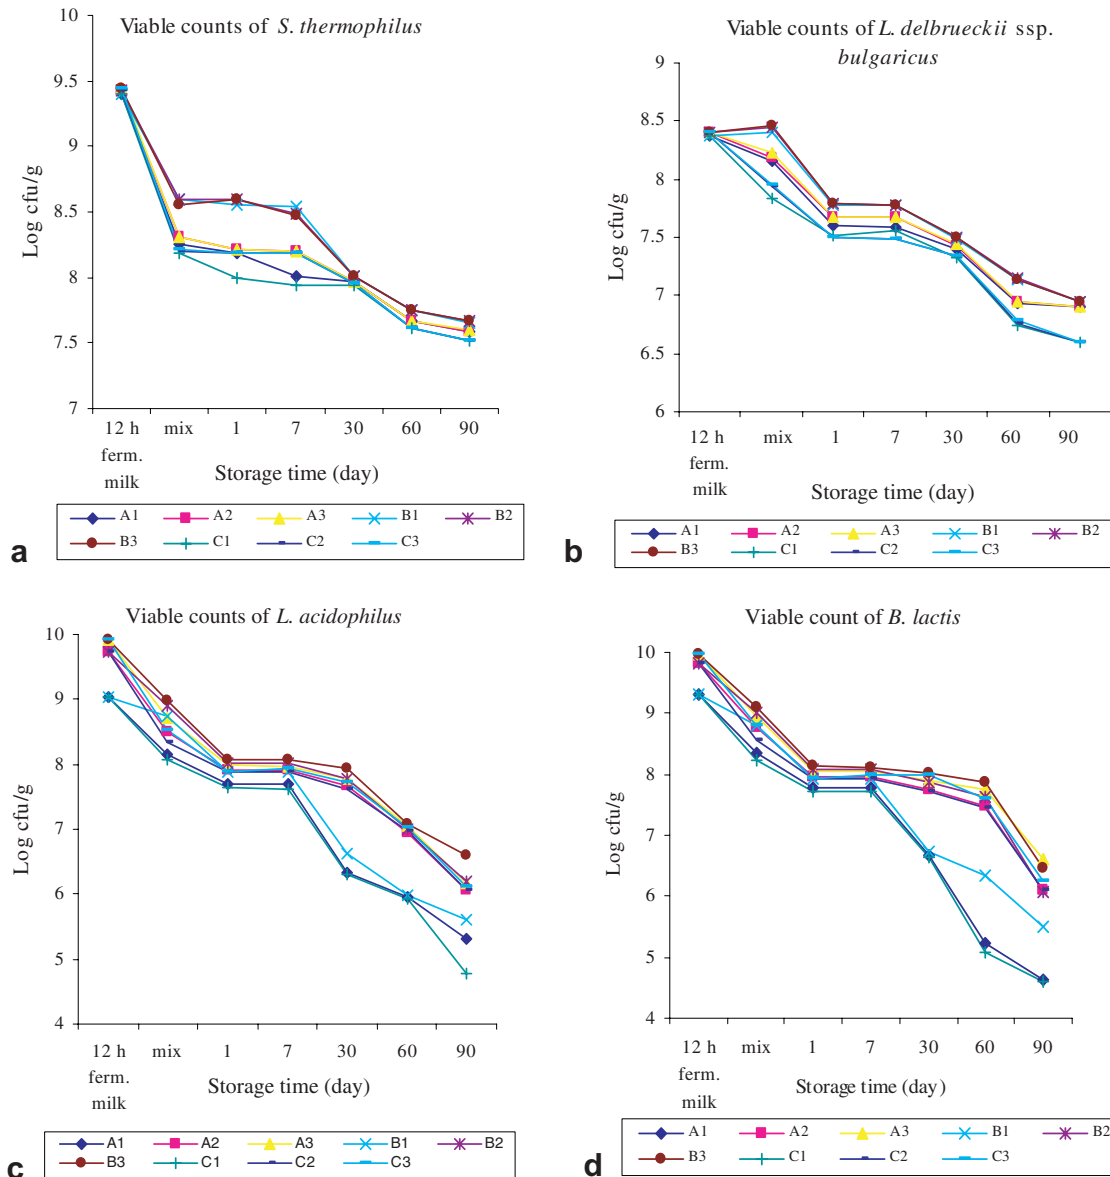 Viable counts of S. thermophilus
10
9.5
9
8.5
8
7.5
7
Log cfu/g
12 h ferm. milk
mix
1
7
30
60
90
Storage time (day)
A1 A2 A3 B1 B2
B3 C1 C2 C3
a
Viable counts of L. delbrueckii ssp.
bulgaricus
9
8.5
8
7.5
7
6.5
6
Log cfu/g
12 h ferm. milk
mix
1
7
30
60
90
Storage time (day)
A1 A2 A3 B1 B2
B3 C1 C2 C3
b
Viable counts of L. acidophilus
10
9
8
7
6
5
4
Log cfu/g
12 h ferm. milk
mix
1
7
30
60
90
Storage time (day)
A1 A2 A3 B1 B2
B3 C1 C2 C3
c
Viable count of B. lactis
10
9
8
7
6
5
4
Log cfu/g
12 h ferm. milk
mix
1
7
30
60
90
Storage time (day)
A1 A2 A3 B1 B2
B3 C1 C2 C3
d